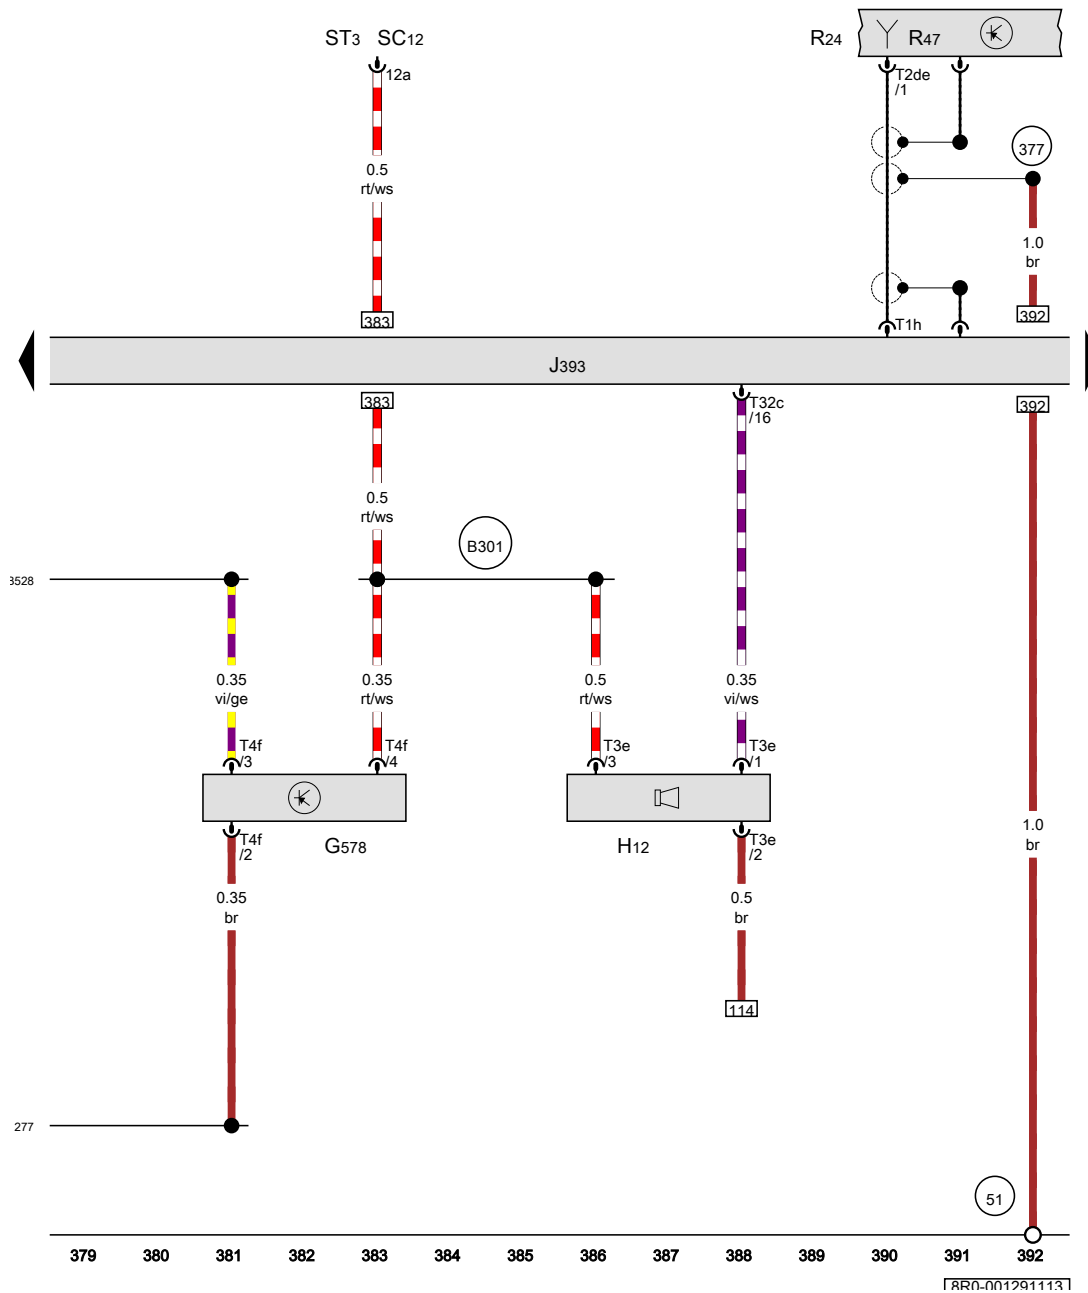 ST3 SC12
R24 R47
12a
T2de
/1
377
0.5
rt/ws
1.0
br
383
T1h
392
J393
383
T32c
/16
392
0.5
rt/ws
B301
3528
0.35
vi/ge
0.35
rt/ws
0.5
rt/ws
0.35
vi/ws
T4f
/3
T4f
/4
T3e
/3
T3e
/1
T4f
/2
G578
H12
T3e
/2
1.0
br
0.35
br
0.5
br
114
277
51
379 380 381 382 383 384 385 386 387 388 389 390 391 392
8R0-001291113